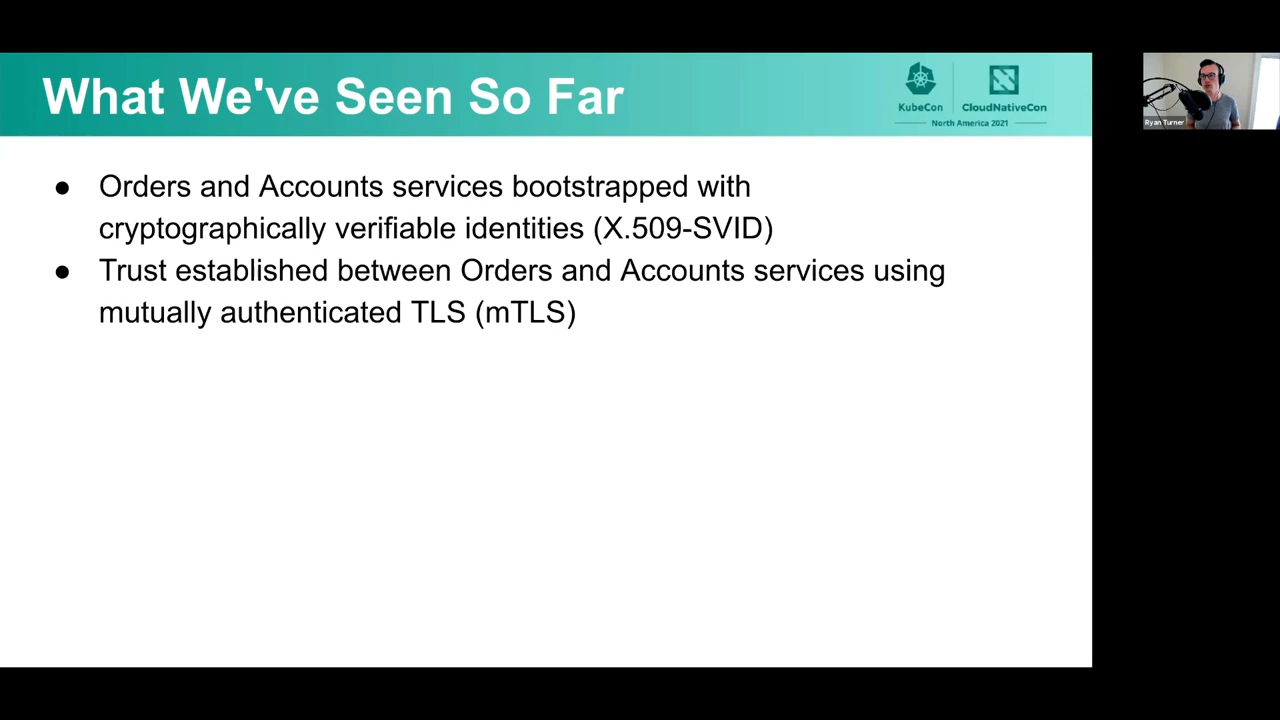 What We've Seen So Far
KubeCon
CloudNativeCon
North America 2021
● Orders and Accounts services bootstrapped with
cryptographically verifiable identities (X.509-SVID)
● Trust established between Orders and Accounts services using
mutually authenticated TLS (mTLS)
Ryan Turner